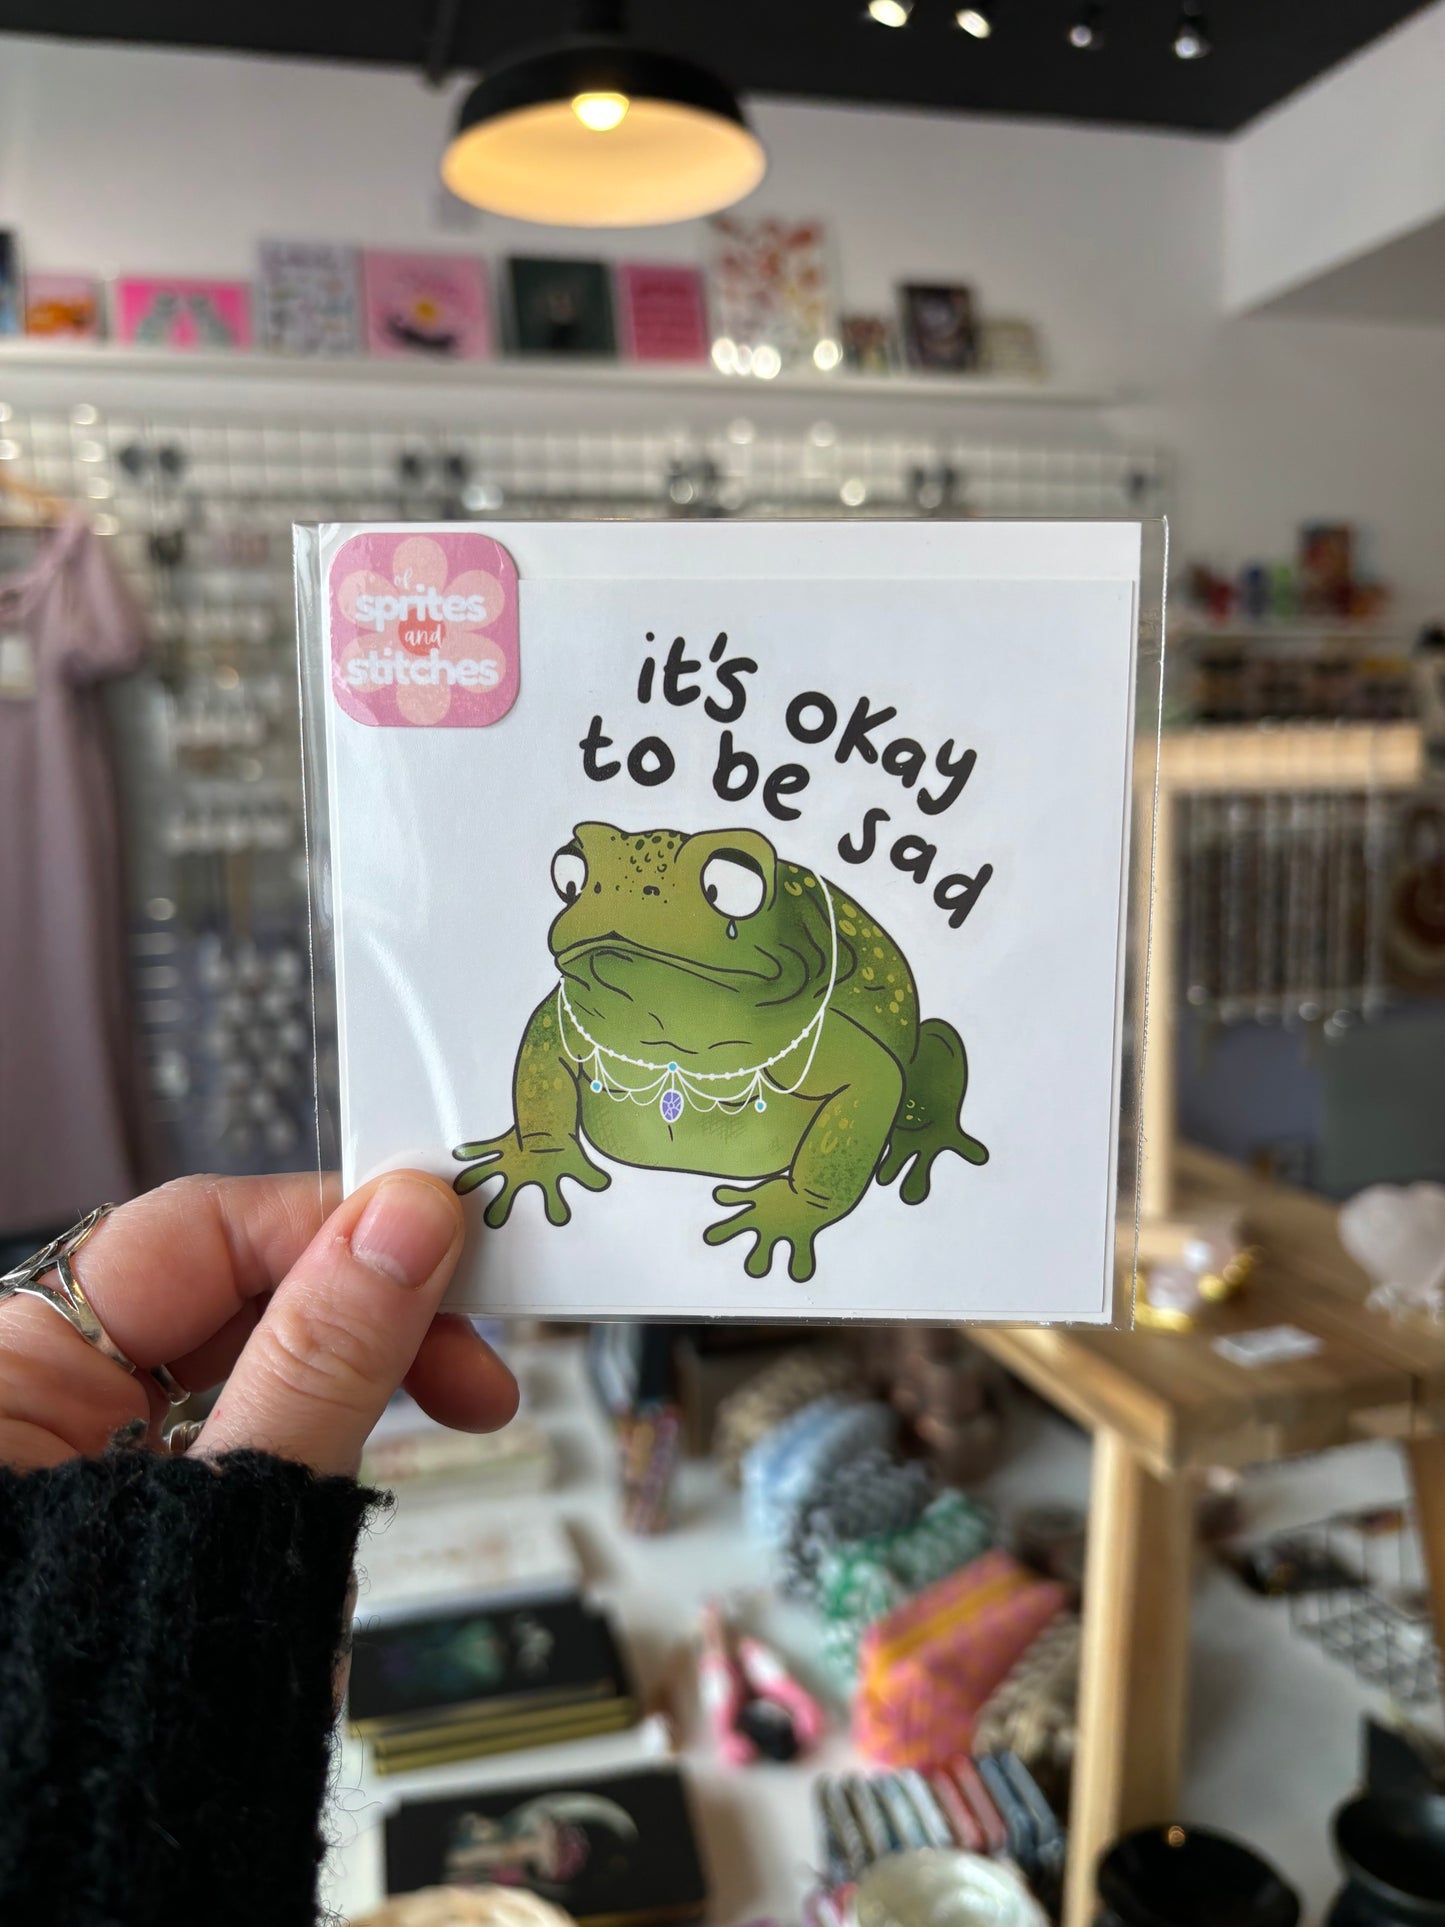 of
sprites
and
stitches
it's okay
to be sad